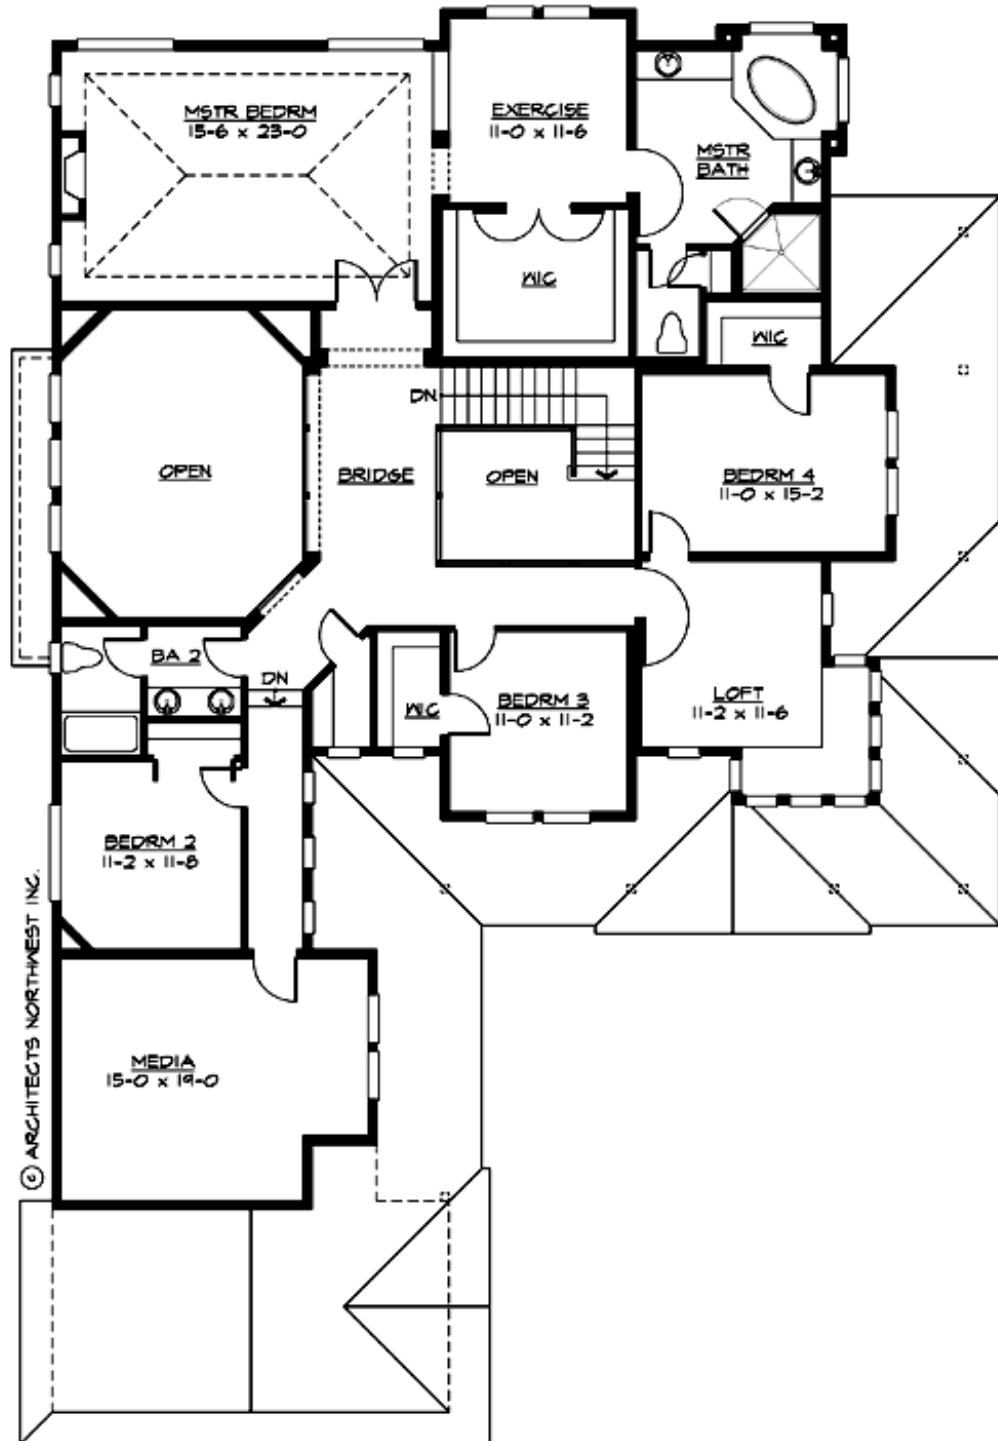 MSTR BEDRM
15-6 x 23-0
EXERCISE
11-0 x 11-6
MSTR
BATH
WIC
WIC
DN
OPEN
BRIDGE
OPEN
BEDRM 4
11-0 x 15-2
BA 2
DN
WIC
BEDRM 3
11-0 x 11-2
LOFT
11-2 x 11-6
BEDRM 2
11-2 x 11-8
MEDIA
15-0 x 19-0
© ARCHITECTS NORTHWEST INC.